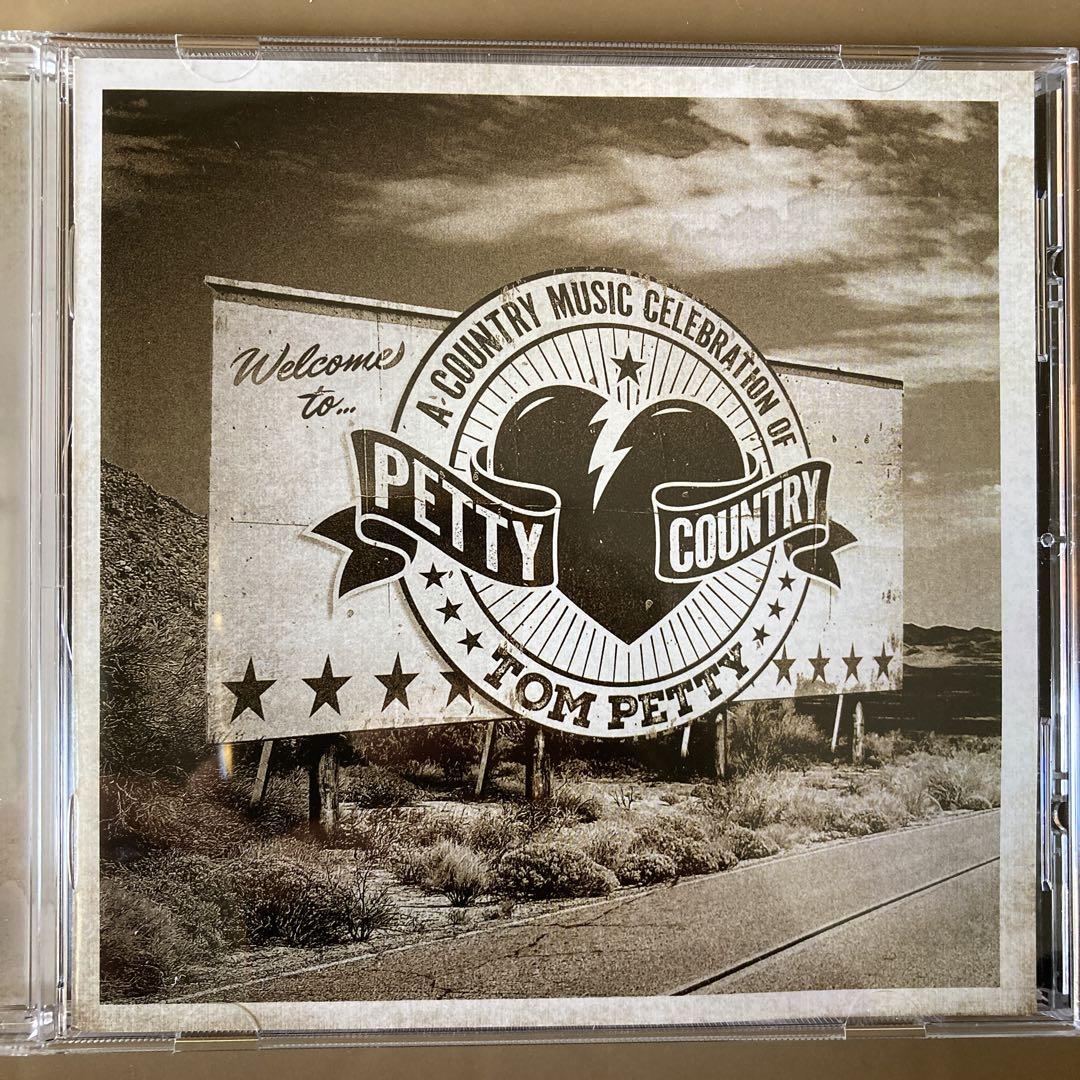 Welcome
to...
A COUNTRY MUSIC CELEBRATION OF
PETTY COUNTRY
TOM PETTY